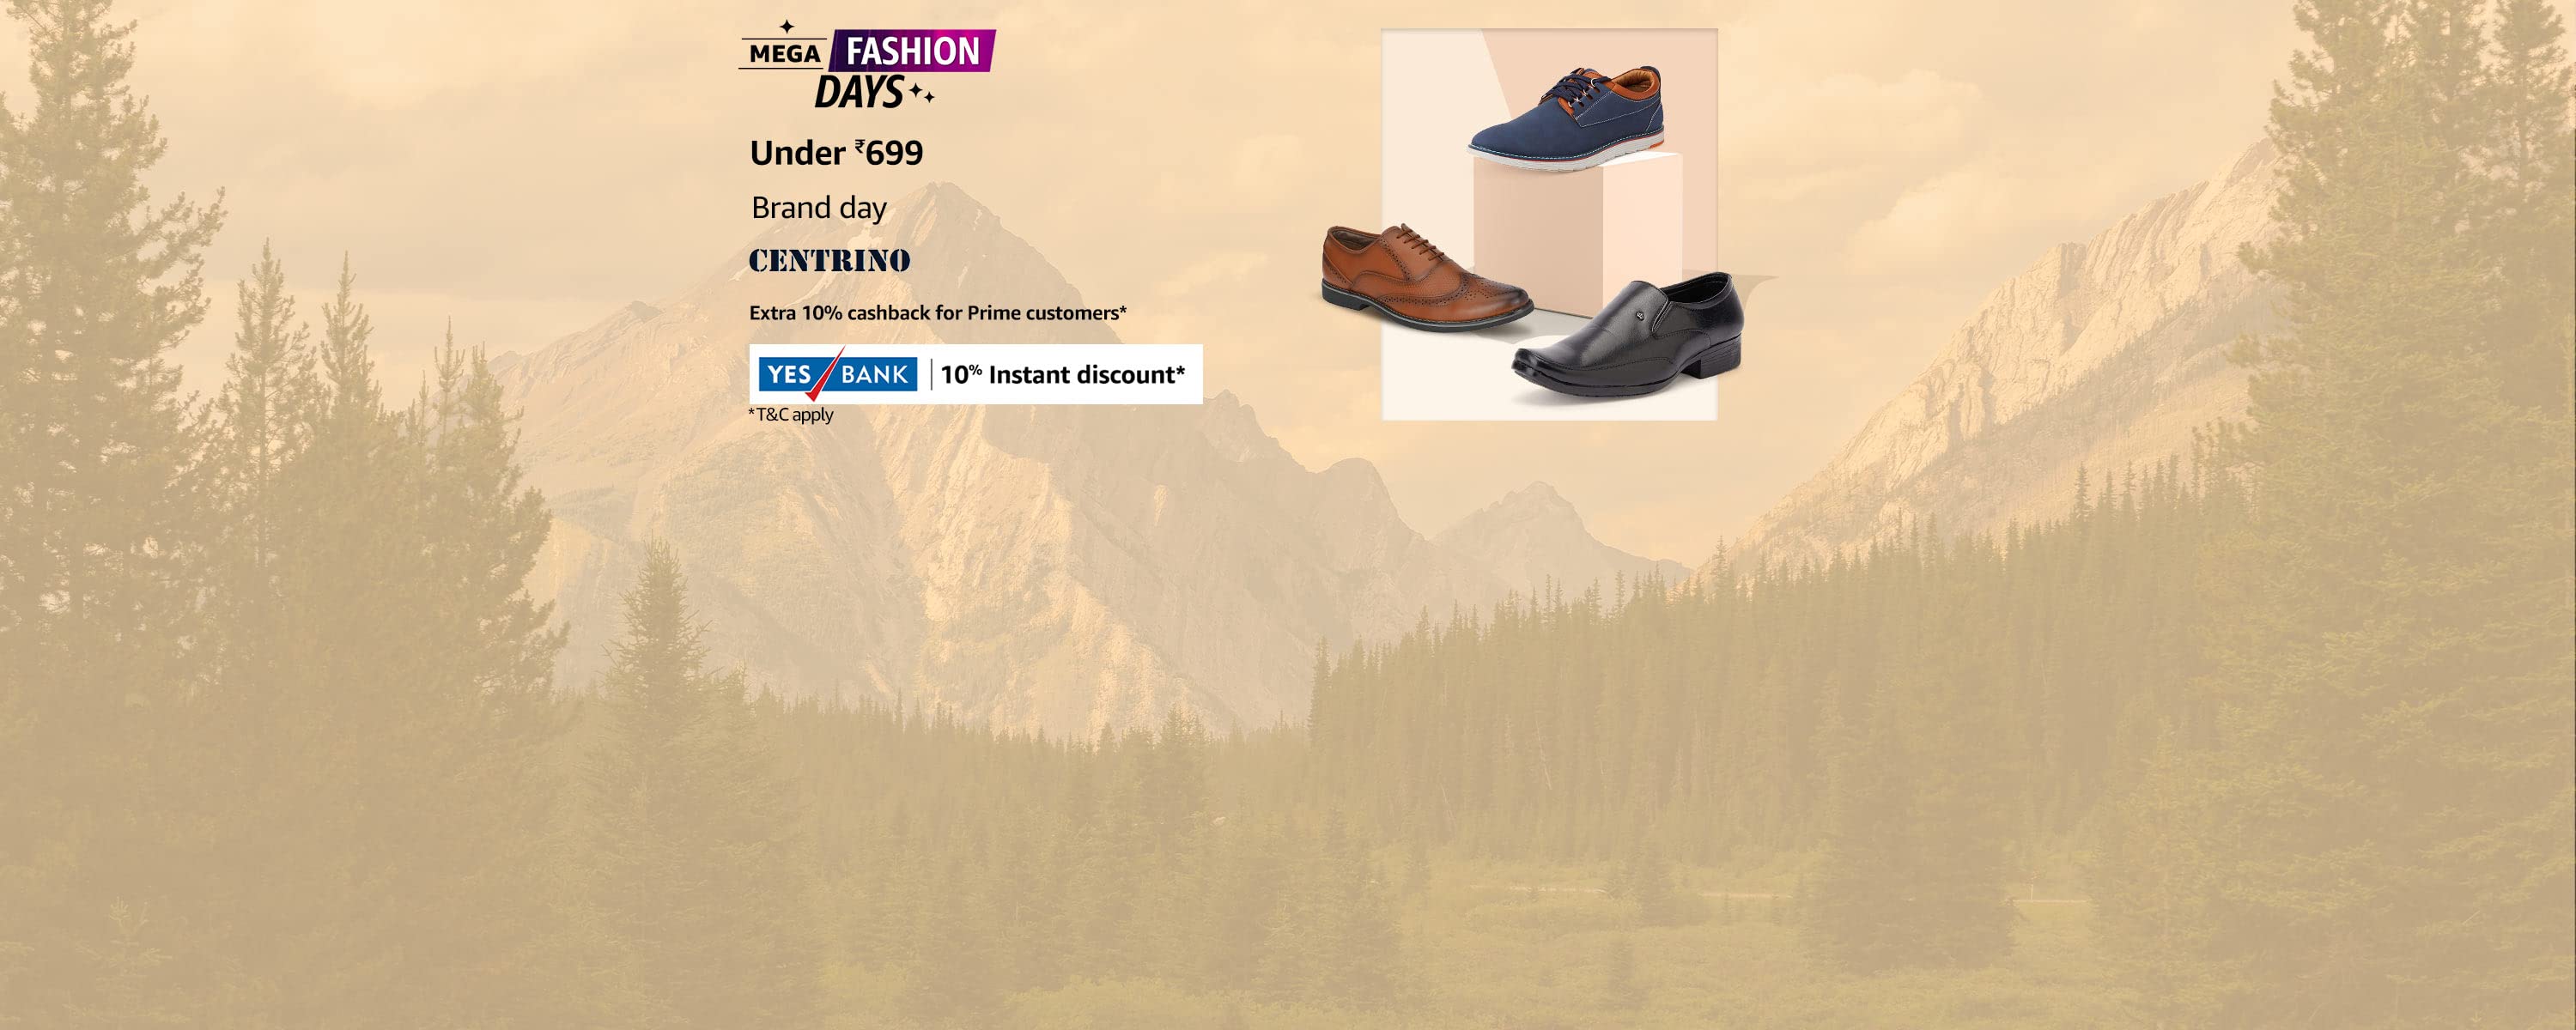 MEGA FASHION
DAYS
Under ₹699
Brand day
CENTRINO
Extra 10% cashback for Prime customers*
YES BANK | 10% Instant discount*
*T&C apply